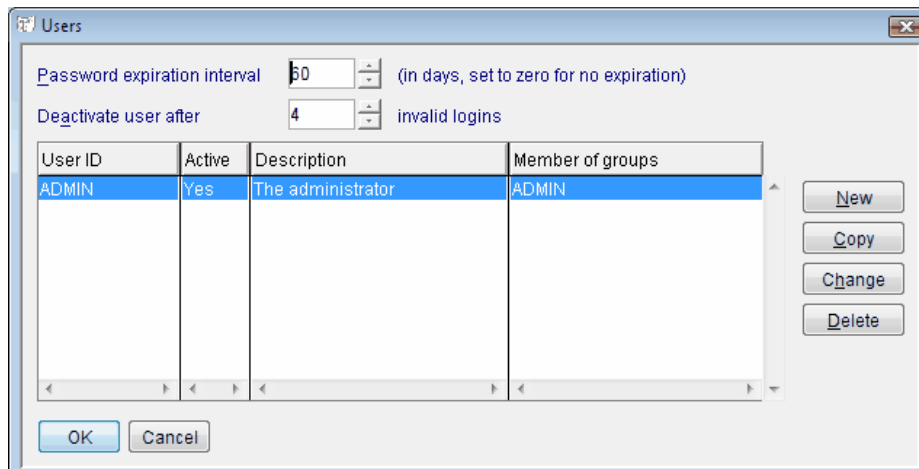 Users
Password expiration interval 60 (in days, set to zero for no expiration)
Deactivate user after 4 invalid logins
User ID Active Description Member of groups
ADMIN Yes The administrator ADMIN
New
Copy
Change
Delete
OK Cancel